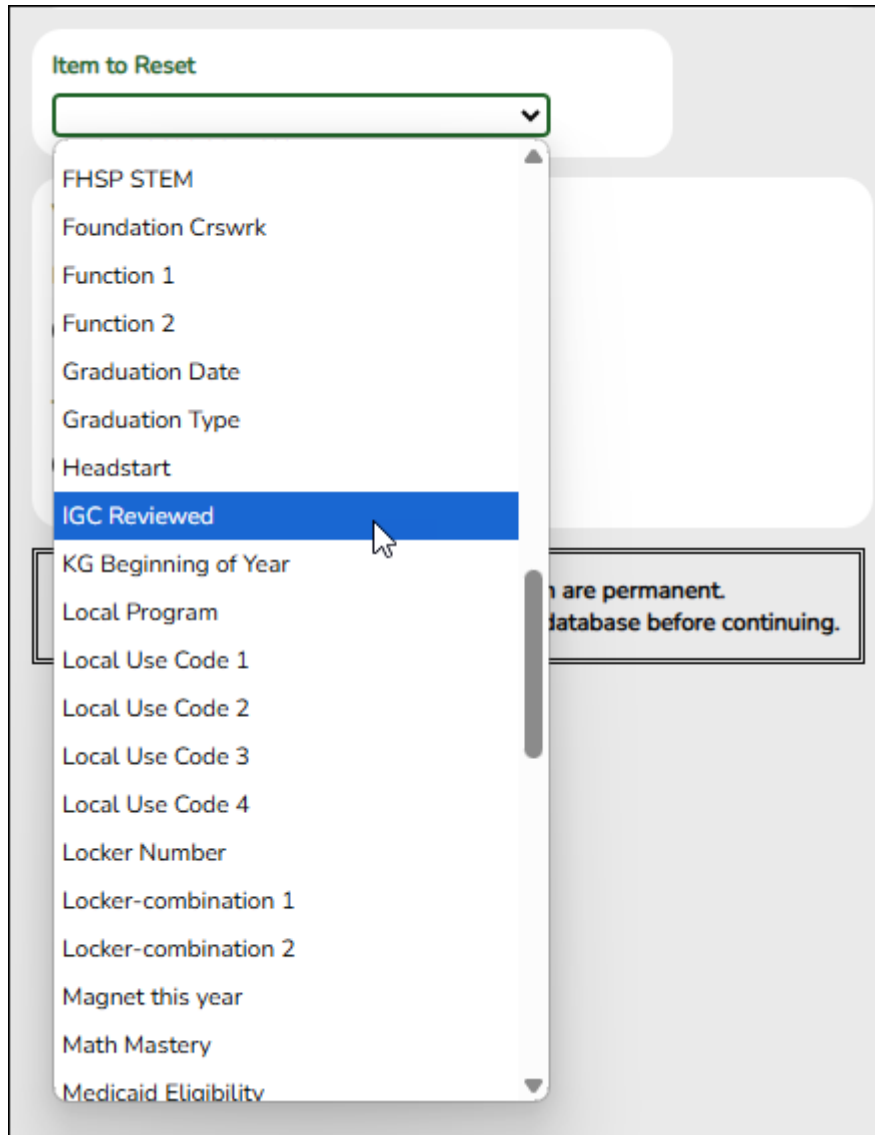 Item to Reset
FHSP STEM
Foundation Crswrk
Function 1
Function 2
Graduation Date
Graduation Type
Headstart
IGC Reviewed
KG Beginning of Year
are permanent.
Local Program
database before continuing.
Local Use Code 1
Local Use Code 2
Local Use Code 3
Local Use Code 4
Locker Number
Locker-combination 1
Locker-combination 2
Magnet this year
Math Mastery
Medicaid Eligibility